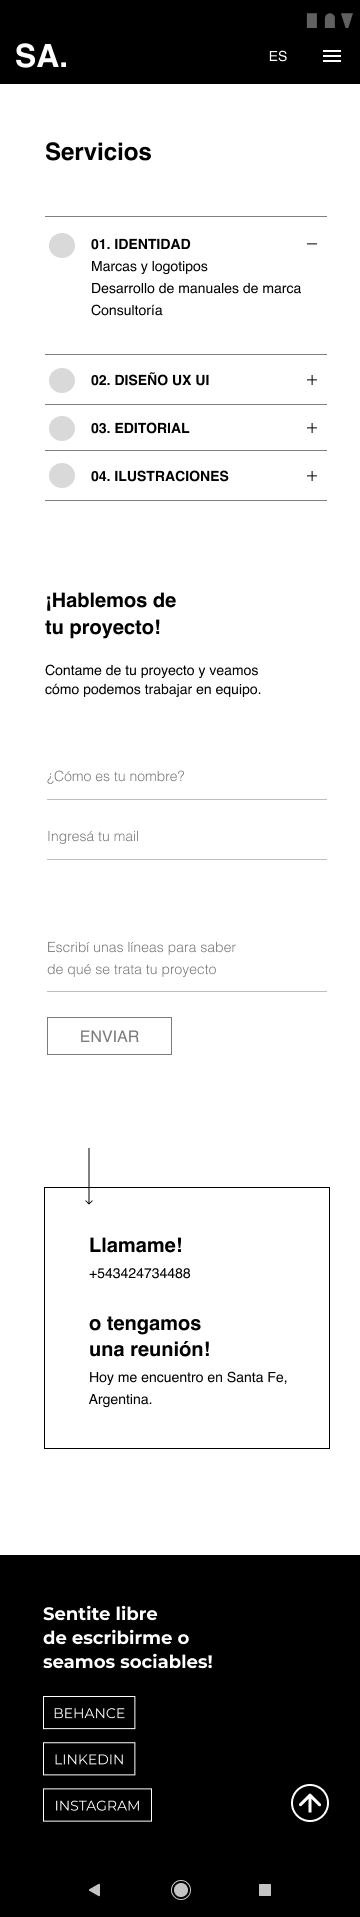 SA.
ES
Servicios
01. IDENTIDAD
Marcas y logotipos
Desarrollo de manuales de marca
Consultoría
02. DISEÑO UX UI
03. EDITORIAL
04. ILUSTRACIONES
¡Hablemos de
tu proyecto!
Contame de tu proyecto y veamos
cómo podemos trabajar en equipo.
¿Cómo es tu nombre?
Ingresá tu mail
Escribí unas líneas para saber
de qué se trata tu proyecto
ENVIAR
Llamame!
+543424734488
o tengamos
una reunión!
Hoy me encuentro en Santa Fe,
Argentina.
Sentite libre
de escribirme o
seamos sociables!
BEHANCE
LINKEDIN
INSTAGRAM